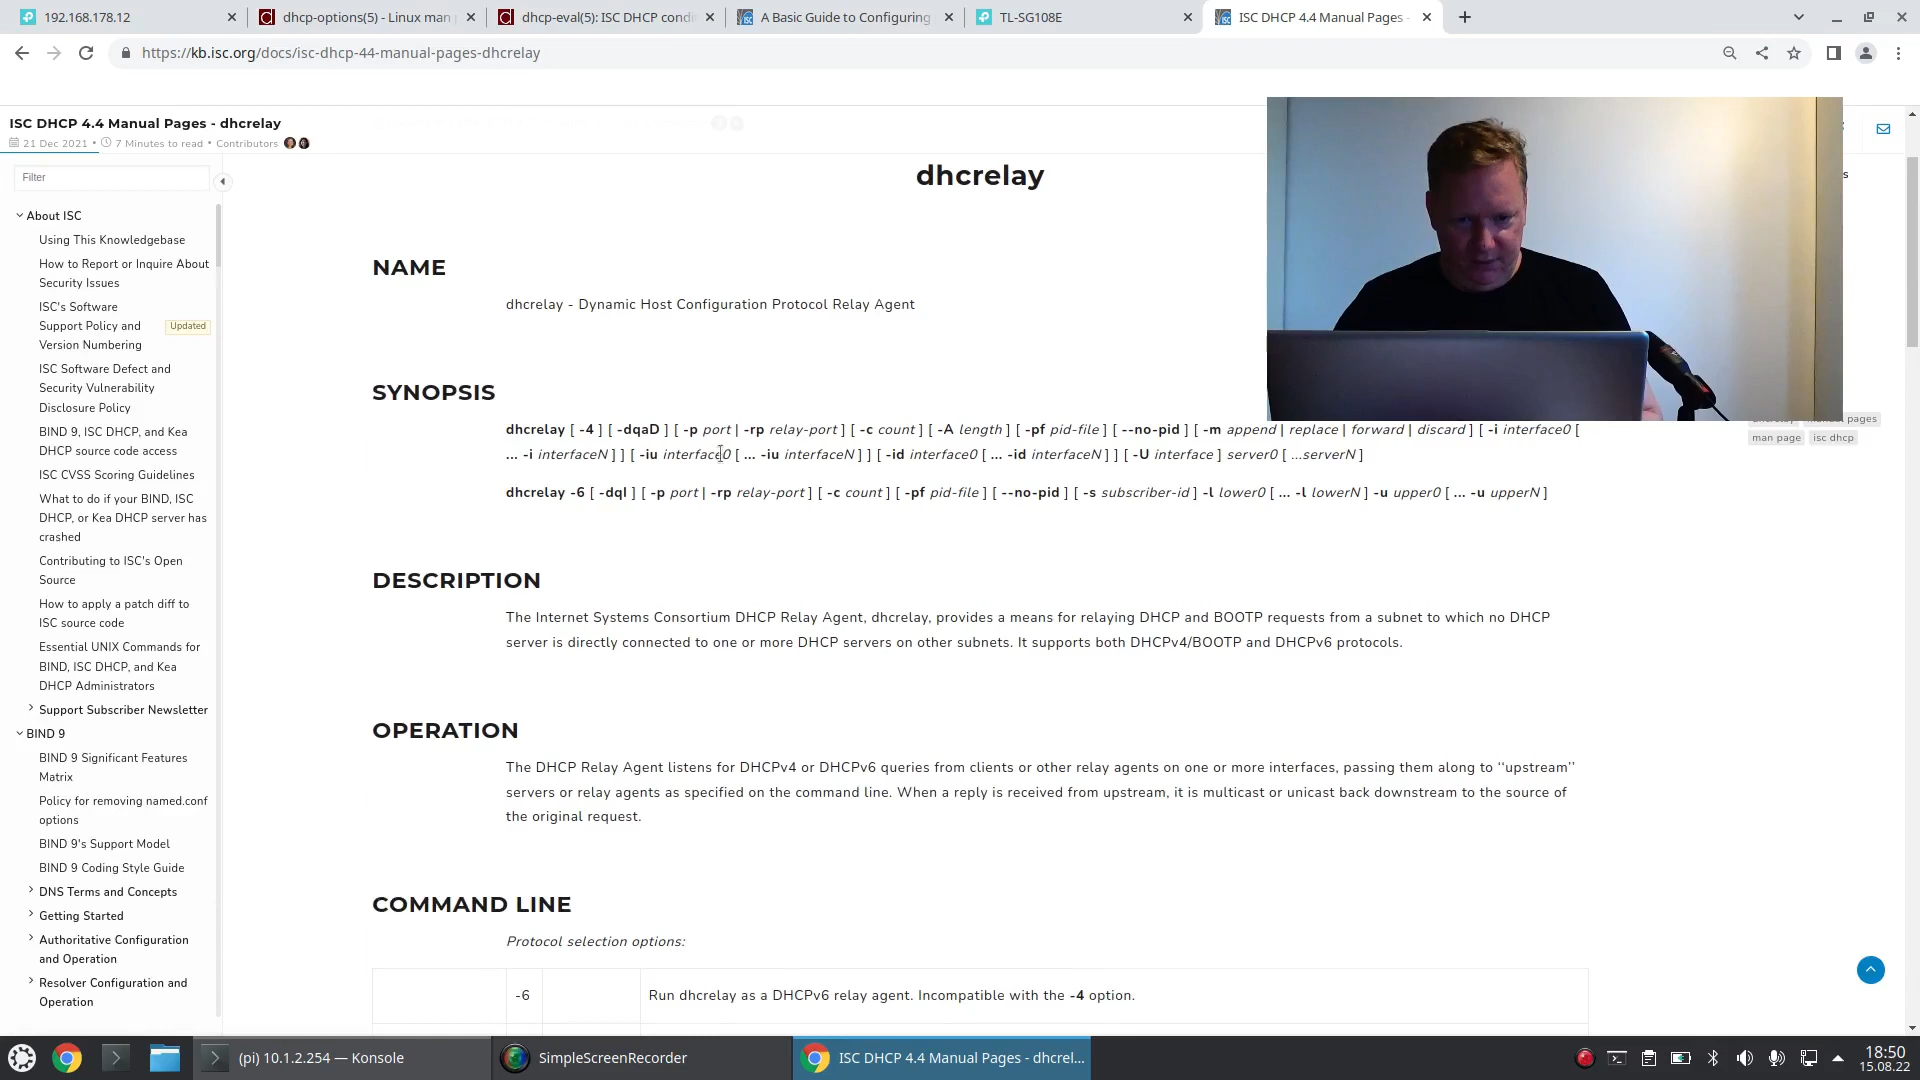 192.168.178.12
dhcp-options(5) - Linux man
dhcp-eval(5): ISC DHCP condi
A Basic Guide to Configuring
TL-SG108E
ISC DHCP 4.4 Manual Pages -
https://kb.isc.org/docs/isc-dhcp-44-manual-pages-dhcrelay
ISC DHCP 4.4 Manual Pages - dhcrelay
21 Dec 2021 • 7 Minutes to read • Contributors
Filter
About ISC
Using This Knowledgebase
How to Report or Inquire About
Security Issues
ISC's Software
Support Policy and
Version Numbering
Updated
ISC Software Defect and
Security Vulnerability
Disclosure Policy
BIND 9, ISC DHCP, and Kea
DHCP source code access
ISC CVSS Scoring Guidelines
What to do if your BIND, ISC
DHCP, or Kea DHCP server has
crashed
Contributing to ISC's Open
Source
How to apply a patch diff to
ISC source code
Essential UNIX Commands for
BIND, ISC DHCP, and Kea
DHCP Administrators
Support Subscriber Newsletter
BIND 9
BIND 9 Significant Features
Matrix
Policy for removing named.conf
options
BIND 9's Support Model
BIND 9 Coding Style Guide
DNS Terms and Concepts
Getting Started
Authoritative Configuration
and Operation
Resolver Configuration and
Operation
dhcrelay
NAME
dhcrelay - Dynamic Host Configuration Protocol Relay Agent
SYNOPSIS
dhcrelay [ -4 ] [ -dqaD ] [ -p port | -rp relay-port ] [ -c count ] [ -A length ] [ -pf pid-file ] [ --no-pid ] [ -m append | replace | forward | discard ] [ -i interface0 [
... -i interfaceN ] ] [ -iu interface0 [ ... -iu interfaceN ] ] [ -id interface0 [ ... -id interfaceN ] ] [ -U interface ] server0 [ ...serverN ]
dhcrelay -6 [ -dqI ] [ -p port | -rp relay-port ] [ -c count ] [ -pf pid-file ] [ --no-pid ] [ -s subscriber-id ] -l lower0 [ ... -l lowerN ] -u upper0 [ ... -u upperN ]
DESCRIPTION
The Internet Systems Consortium DHCP Relay Agent, dhcrelay, provides a means for relaying DHCP and BOOTP requests from a subnet to which no DHCP
server is directly connected to one or more DHCP servers on other subnets. It supports both DHCPv4/BOOTP and DHCPv6 protocols.
OPERATION
The DHCP Relay Agent listens for DHCPv4 or DHCPv6 queries from clients or other relay agents on one or more interfaces, passing them along to ‘‘upstream’’
servers or relay agents as specified on the command line. When a reply is received from upstream, it is multicast or unicast back downstream to the source of
the original request.
COMMAND LINE
Protocol selection options:
-6 Run dhcrelay as a DHCPv6 relay agent. Incompatible with the -4 option.
pages
man page
isc dhcp
(pi) 10.1.2.254 — Konsole
SimpleScreenRecorder
ISC DHCP 4.4 Manual Pages - dhcrel...
18:50
15.08.22